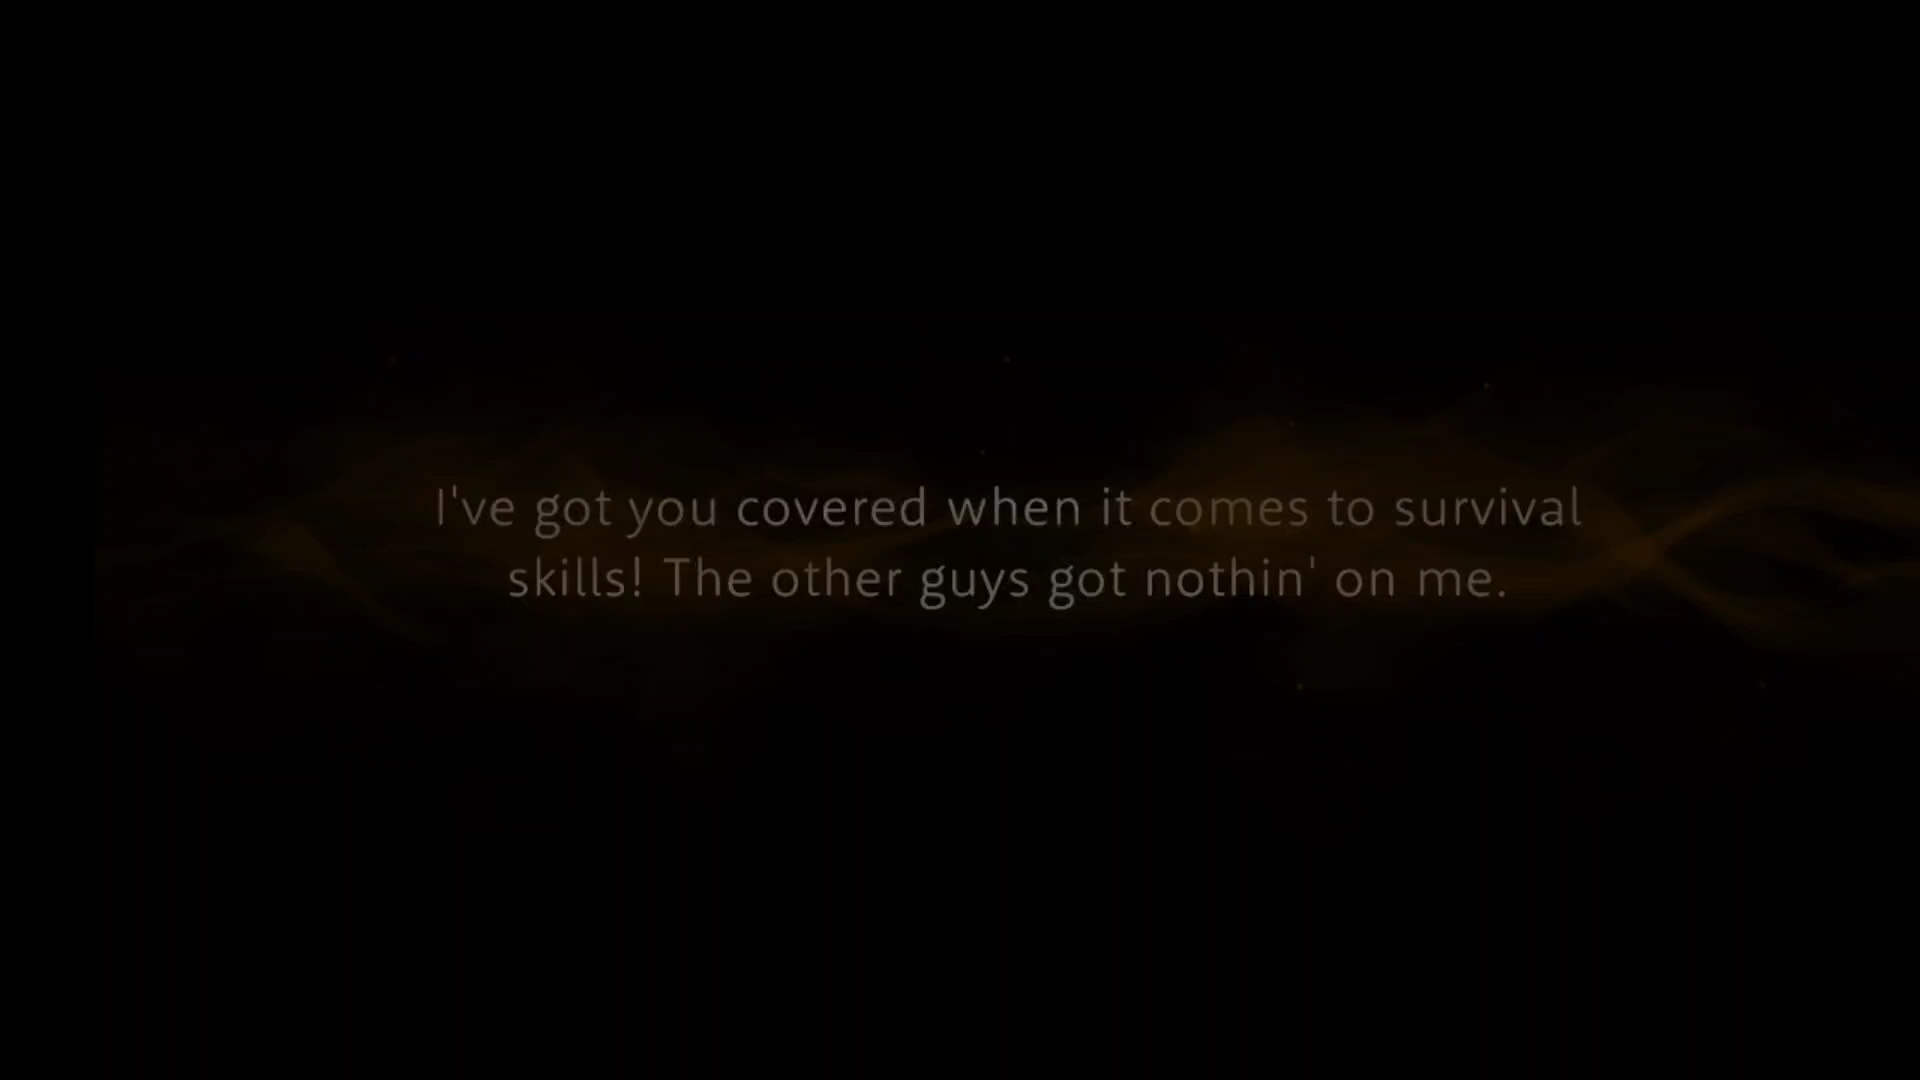 I've got you covered when it comes to survival
skills! The other guys got nothin' on me.